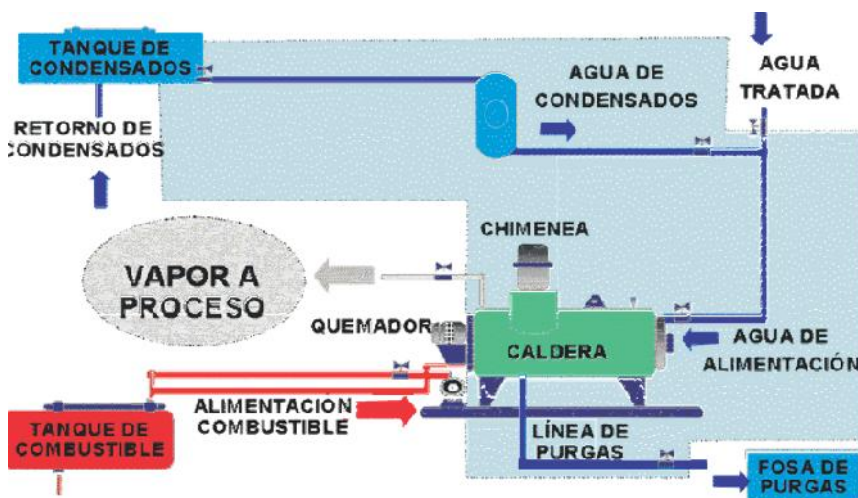 TANQUE DE
CONDENSADOS
AGUA DE
CONDENSADOS
AGUA
TRATADA
RETORNO DE
CONDENSADOS
CHIMENEA
VAPOR A
PROCESO
QUEMADOR
CALDERA
AGUA DE
ALIMENTACIÓN
ALIMENTACION
COMBUSTIBLE
TANQUE DE
COMBUSTIBLE
LÍNEA DE
PURGAS
FOSA DE
PURGAS